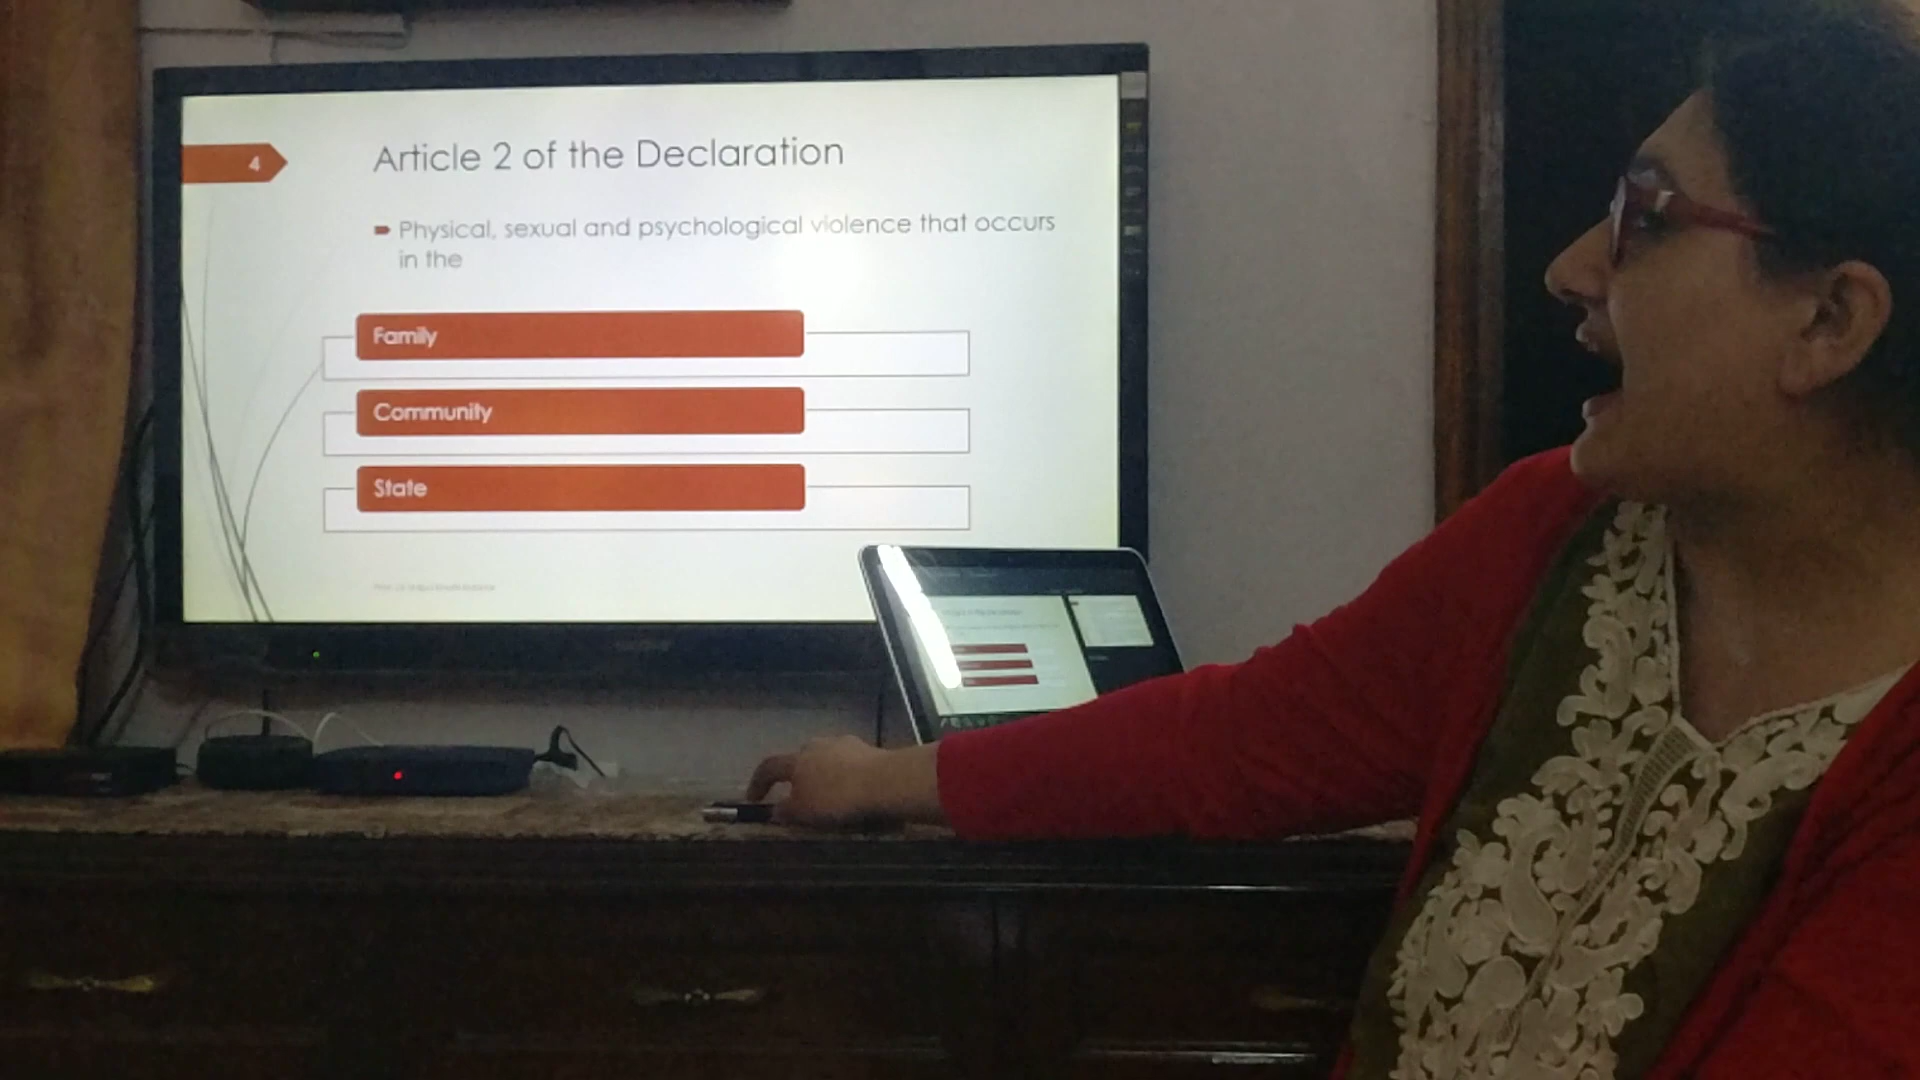 4
Article 2 of the Declaration
Physical, sexual and psychological violence that occurs
in the
Family
Community
State